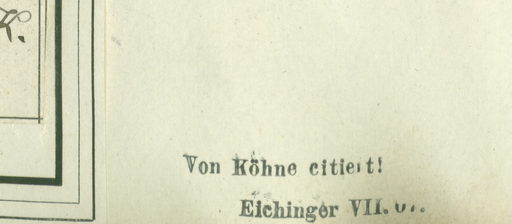 K.
Von Köhne citiert!
Eichinger VII.